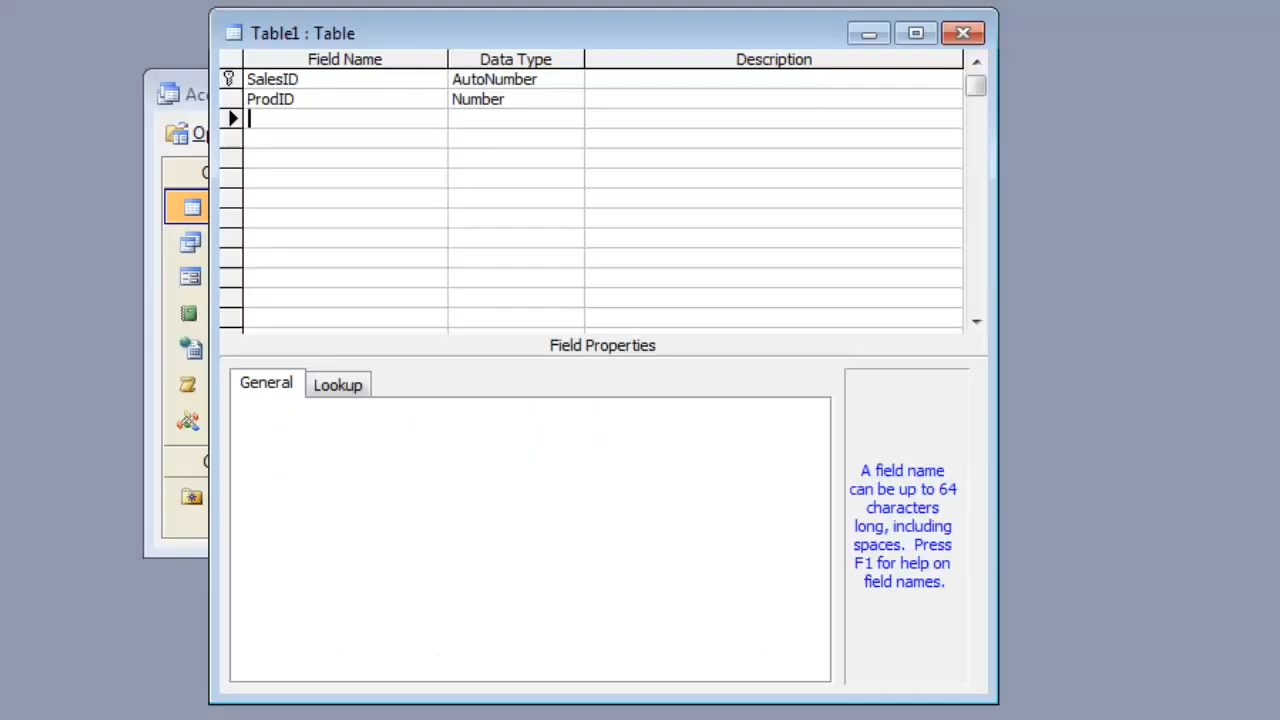 Table1 : Table
Field Name Data Type Description
SalesID AutoNumber
ProdID Number
Field Properties
General Lookup
A field name
can be up to 64
characters
long, including
spaces. Press
F1 for help on
field names.